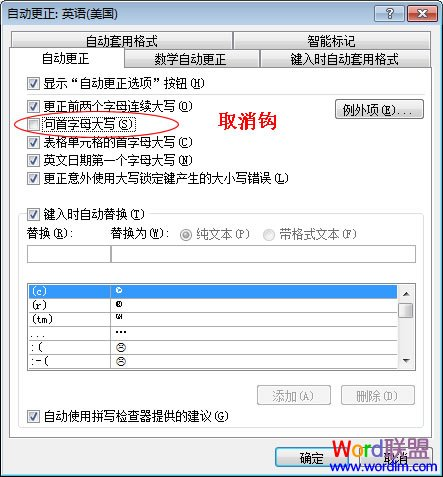 自动更正: 英语(美国)
自动套用格式 智能标记
自动更正 数学自动更正 键入时自动套用格式
显示“自动更正选项”按钮(H)
更正前两个字母连续大写(O)
例外项(E)...
句首字母大写(S)
取消钩
表格单元格的首字母大写(C)
英文日期第一个字母大写(N)
更正意外使用大写锁定键产生的大小写错误(L)
键入时自动替换(T)
替换(R): 替换为(W): 纯文本(P) 带格式文本(F)
(c) ©
(r) ®
(tm) ™
... …
:( ☹
:-( ☹
添加(A) 删除(D)
自动使用拼写检查器提供的建议(G)
Word联盟
确定 取消
www.wordlm.com